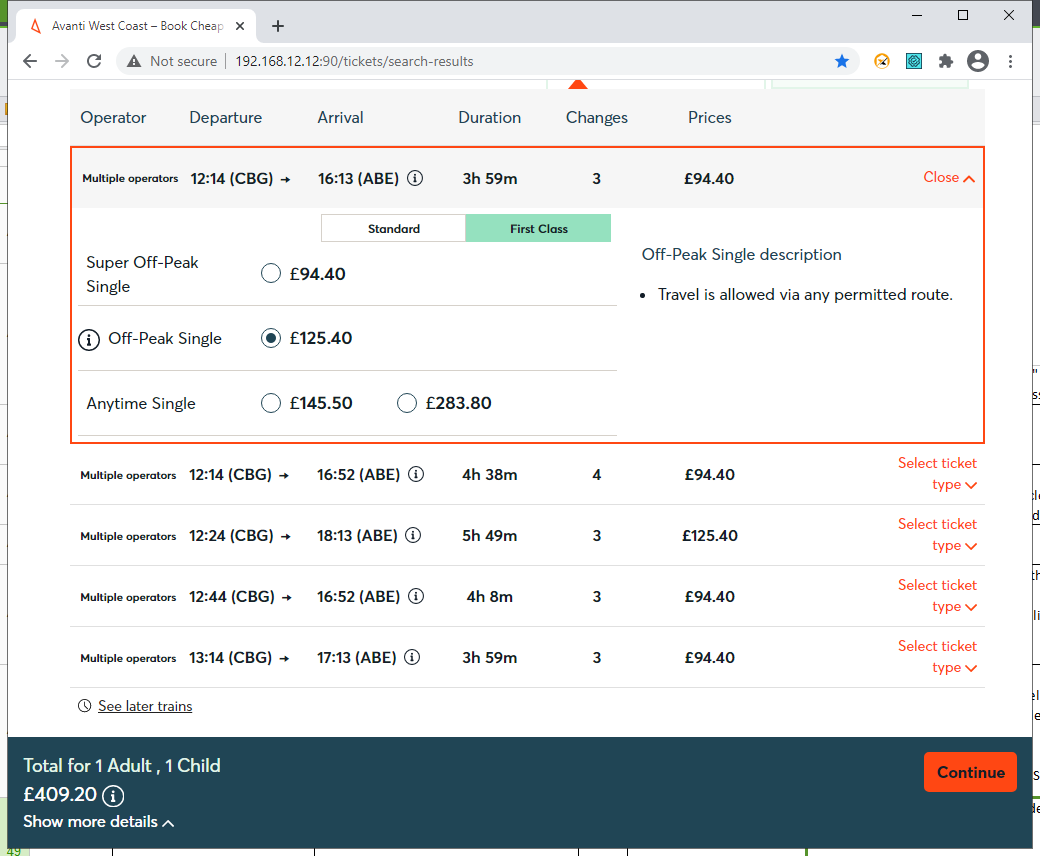 Avanti West Coast – Book Cheap
Not secure 192.168.12.12:90/tickets/search-results
Operator Departure Arrival Duration Changes Prices
Multiple operators 12:14 (CBG) → 16:13 (ABE) 3h 59m 3 £94.40 Close
Standard First Class
Super Off-Peak
Single
£94.40
Off-Peak Single £125.40
Anytime Single £145.50 £283.80
Off-Peak Single description
• Travel is allowed via any permitted route.
Multiple operators 12:14 (CBG) → 16:52 (ABE) 4h 38m 4 £94.40 Select ticket
type
Multiple operators 12:24 (CBG) → 18:13 (ABE) 5h 49m 3 £125.40 Select ticket
type
Multiple operators 12:44 (CBG) → 16:52 (ABE) 4h 8m 3 £94.40 Select ticket
type
Multiple operators 13:14 (CBG) → 17:13 (ABE) 3h 59m 3 £94.40 Select ticket
type
See later trains
Total for 1 Adult , 1 Child
£409.20
Show more details
Continue
49